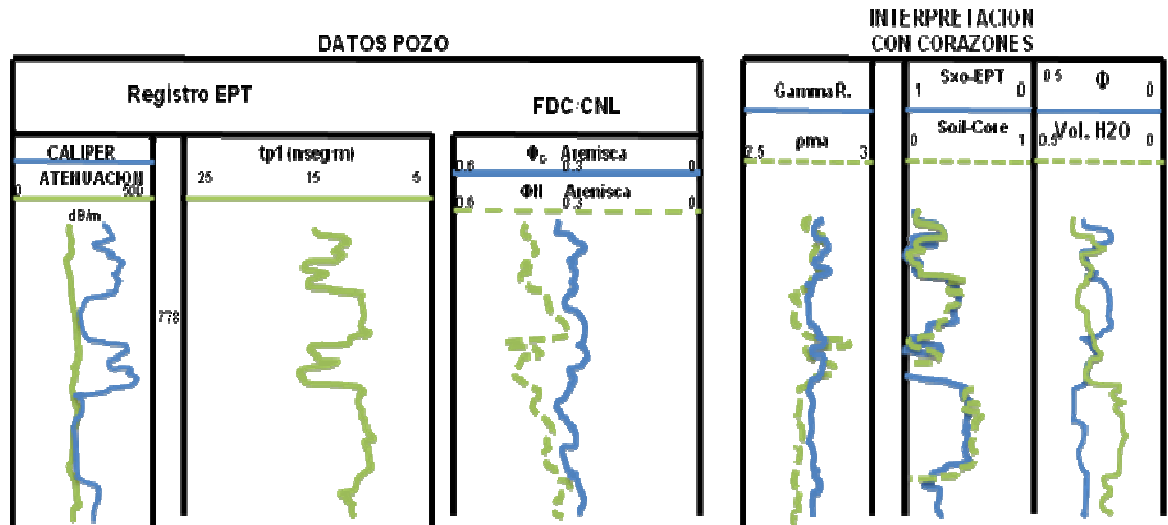 DATOS POZO
INTERPRETACION
CON CORAZONES
Registro EPT
FDC/CNL
CALIPER
ATENUACION
0 500
dB/m
778
tp1 (nseg/m)
25 15 5
Arenisca
0.6 0.3 0
ΦN Arenisca
0.6 0.3 0
Gamma R.
ρma
2.5 3
Sxo-EPT
1 0
Soil-Core
0 1
0.5 Φ 0
Vol. H2O
0.5 0